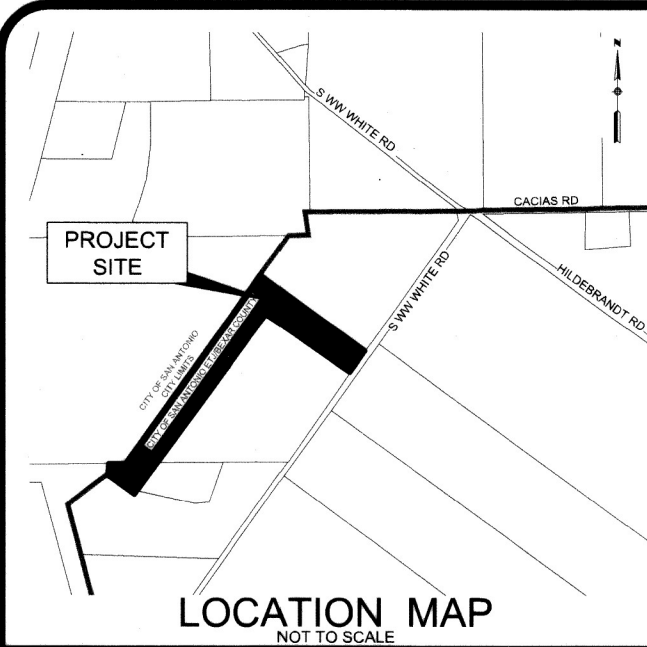 N
S WW WHITE RD
CACIAS RD
PROJECT
SITE
HILDEBRANDT RD.
S WW WHITE RD
CITY OF SAN ANTONIO
CITY LIMITS
CITY OF SAN ANTONIO ETJ/BEXAR COUNTY
LOCATION MAP
NOT TO SCALE